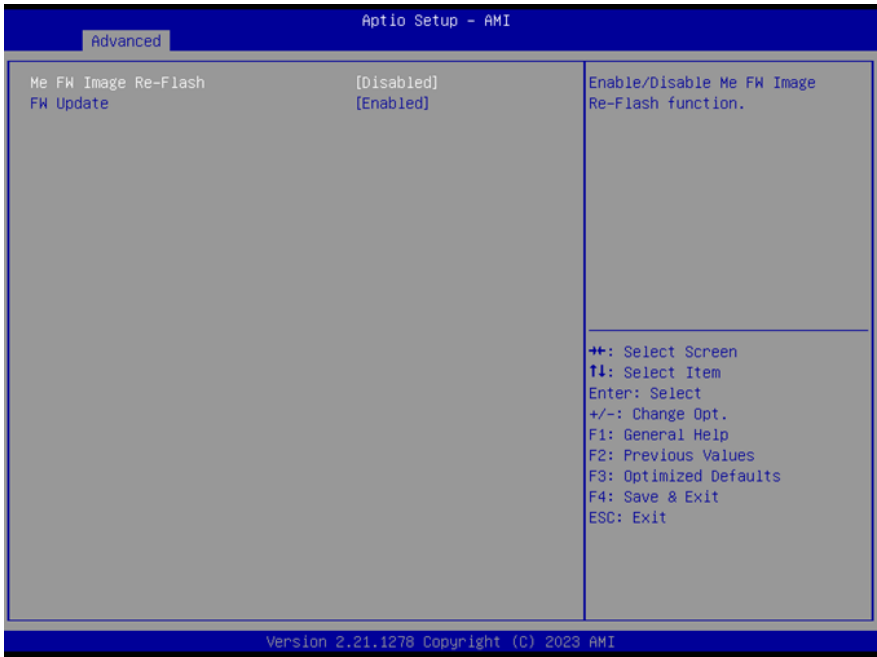 Aptio Setup – AMI
Advanced
Me FW Image Re-Flash [Disabled]
FW Update [Enabled]
Enable/Disable Me FW Image
Re-Flash function.
→←: Select Screen
↑↓: Select Item
Enter: Select
+/-: Change Opt.
F1: General Help
F2: Previous Values
F3: Optimized Defaults
F4: Save & Exit
ESC: Exit
Version 2.21.1278 Copyright (C) 2023 AMI